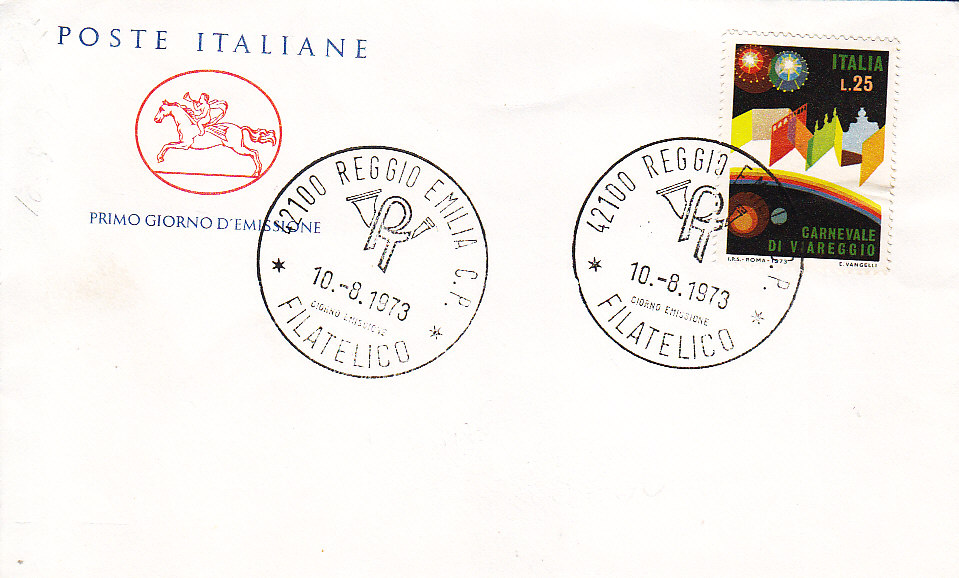 POSTE ITALIANE
PRIMO GIORNO D'EMISSIONE
42100 REGGIO EMILIA C.P.
10.-8.1973
GIORNO EMISSIONE
FILATELICO
42100 REGGIO EMILIA C.P.
10.-8.1973
GIORNO EMISSIONE
FILATELICO
ITALIA
L.25
CARNEVALE
DI VIAREGGIO
I.P.S.-ROMA-1973
E. VANGELLI